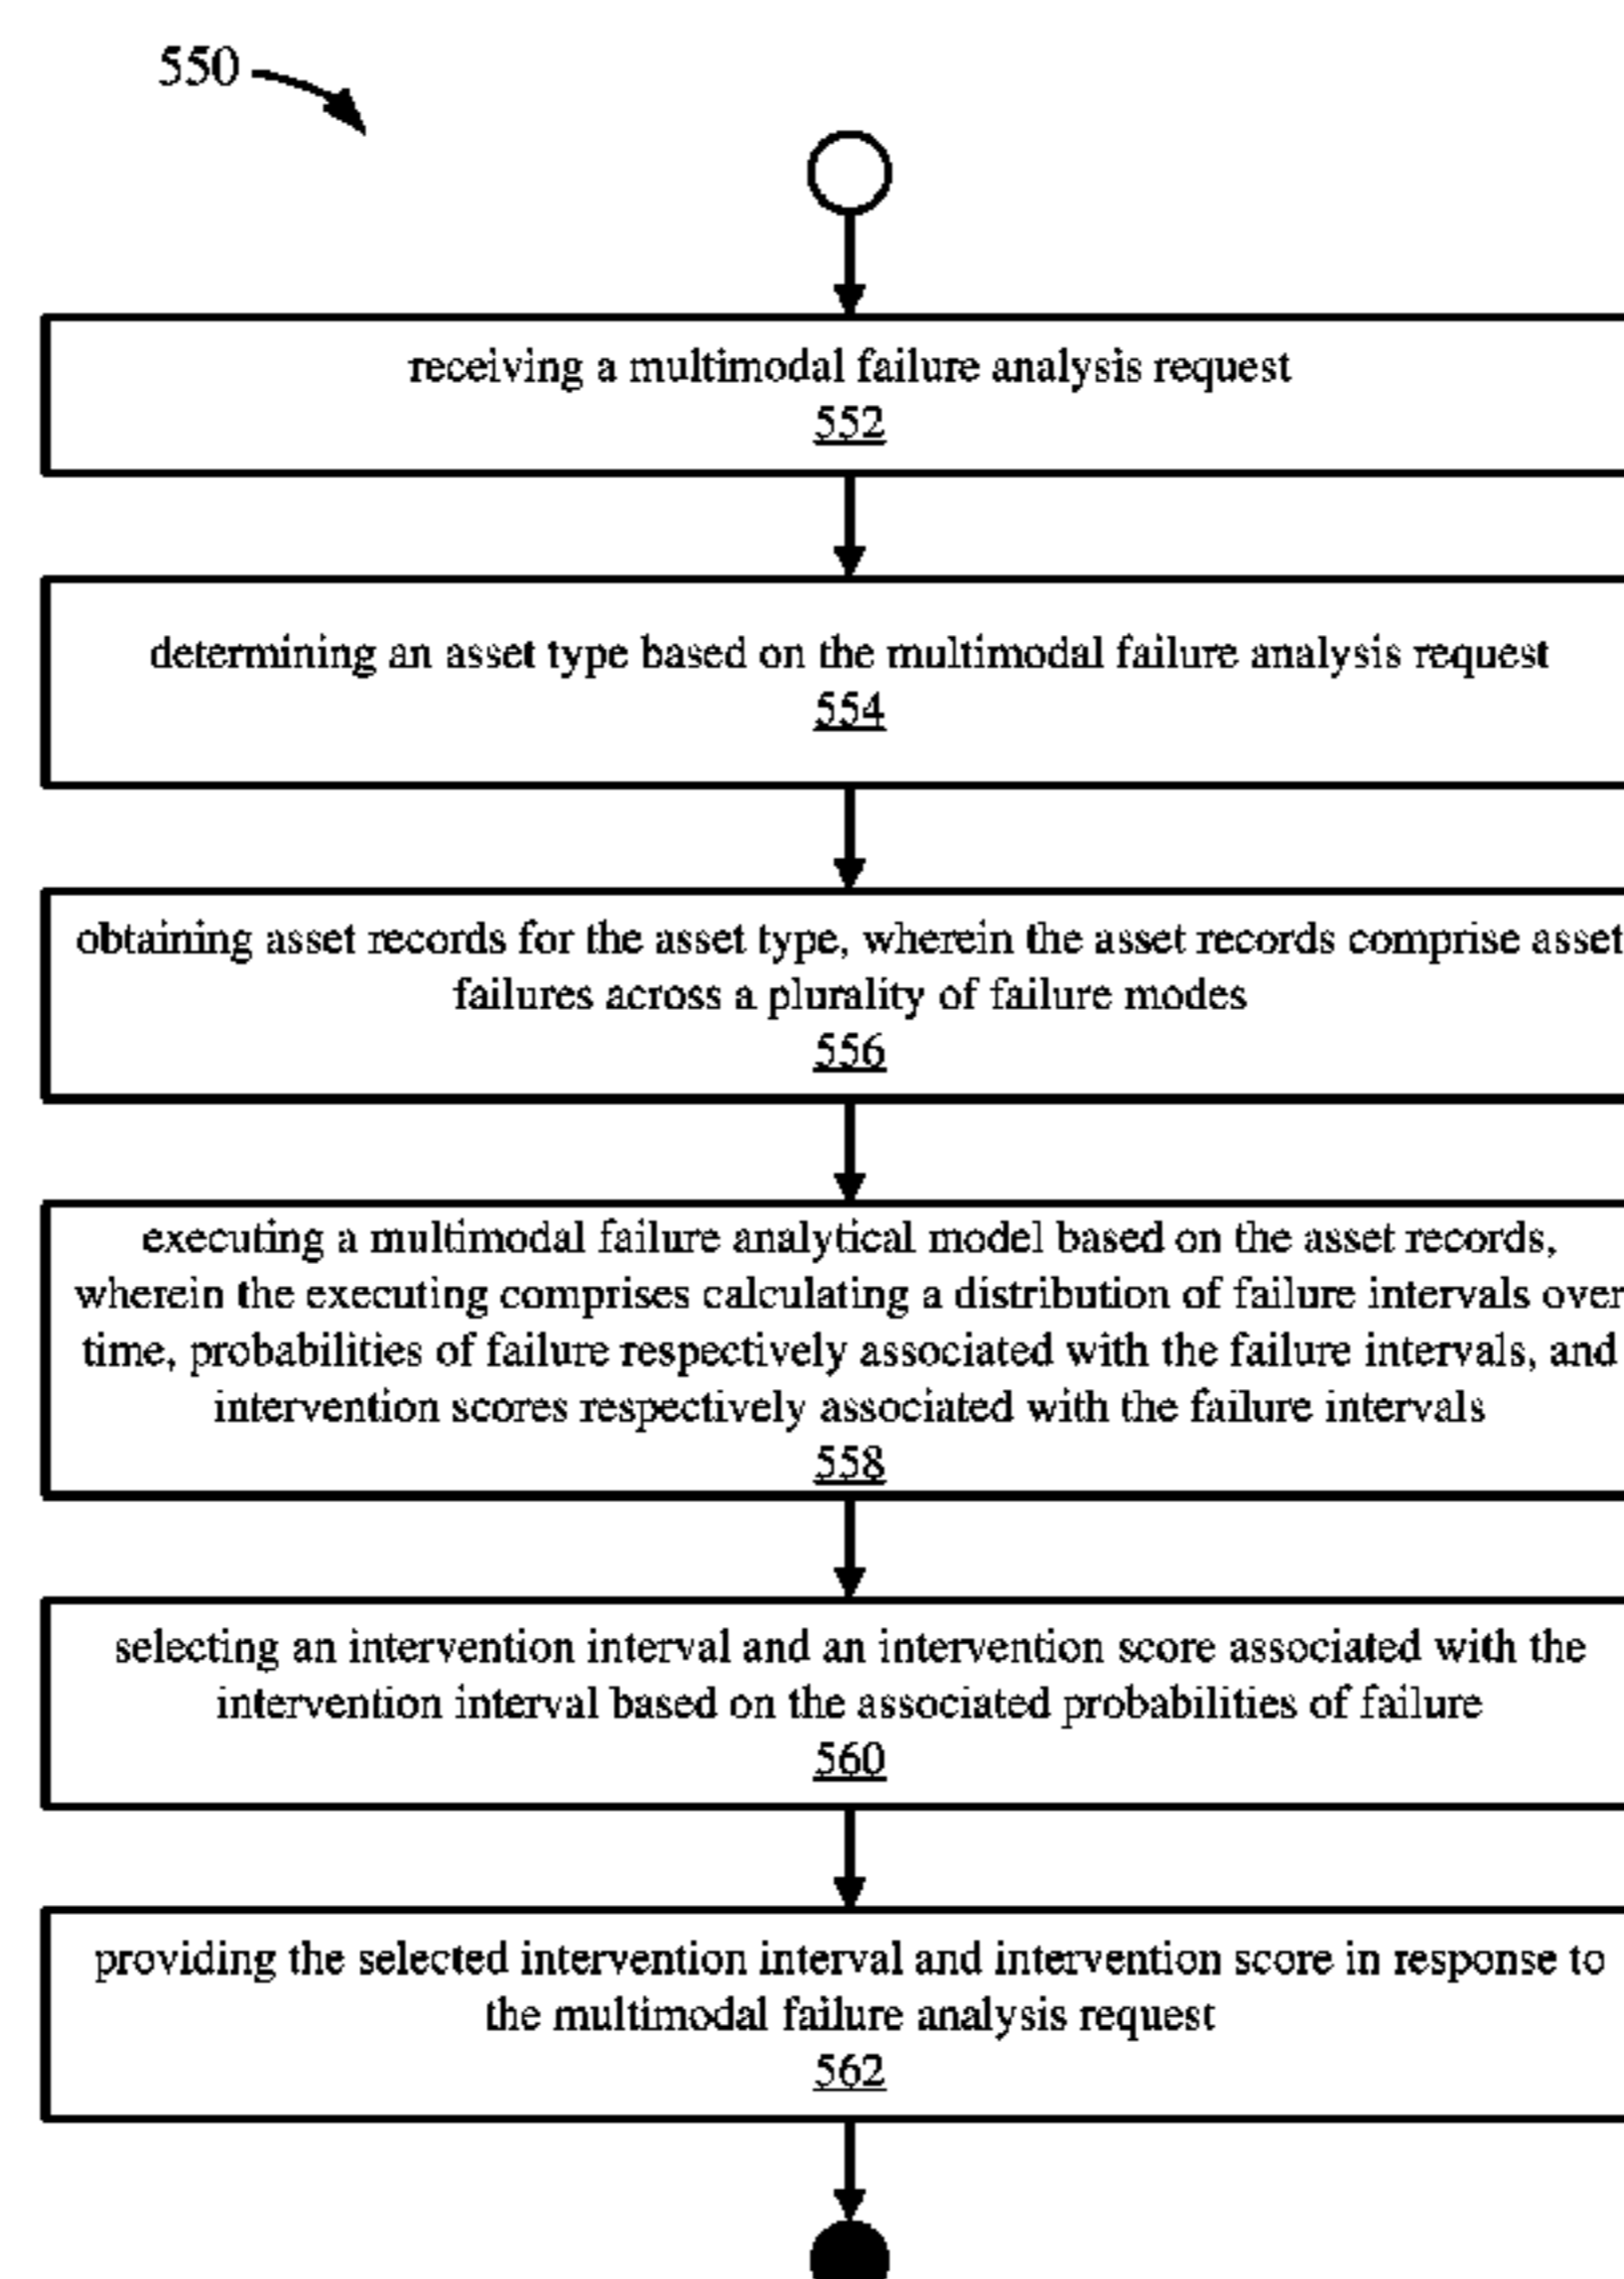 550
receiving a multimodal failure analysis request
552
determining an asset type based on the multimodal failure analysis request
554
obtaining asset records for the asset type, wherein the asset records comprise asset
failures across a plurality of failure modes
556
executing a multimodal failure analytical model based on the asset records,
wherein the executing comprises calculating a distribution of failure intervals over
time, probabilities of failure respectively associated with the failure intervals, and
intervention scores respectively associated with the failure intervals
558
selecting an intervention interval and an intervention score associated with the
intervention interval based on the associated probabilities of failure
560
providing the selected intervention interval and intervention score in response to
the multimodal failure analysis request
562